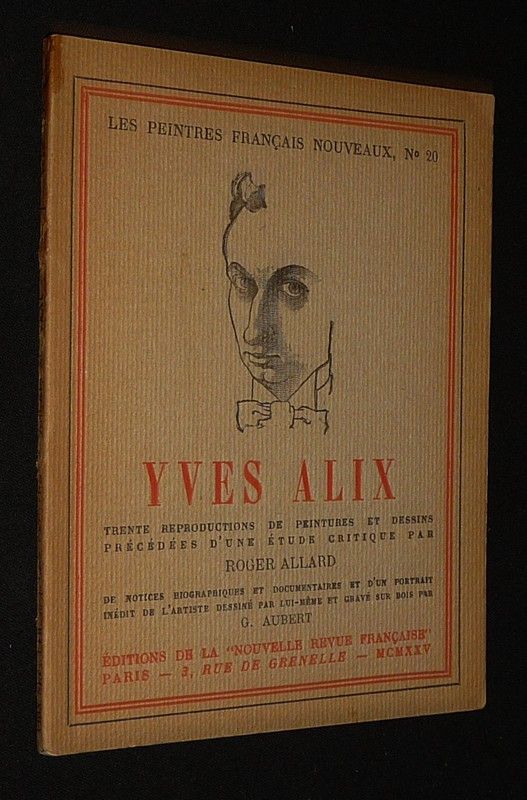 LES PEINTRES FRANÇAIS NOUVEAUX, No 20
YVES ALIX
TRENTE REPRODUCTIONS DE PEINTURES ET DESSINS
PRÉCÉDÉES D'UNE ÉTUDE CRITIQUE PAR
ROGER ALLARD
DE NOTICES BIOGRAPHIQUES ET DOCUMENTAIRES ET D'UN PORTRAIT
INÉDIT DE L'ARTISTE DESSINÉ PAR LUI-MÊME ET GRAVÉ SUR BOIS PAR
G. AUBERT
ÉDITIONS DE LA "NOUVELLE REVUE FRANÇAISE"
PARIS — 3, RUE DE GRENELLE — MCMXXV